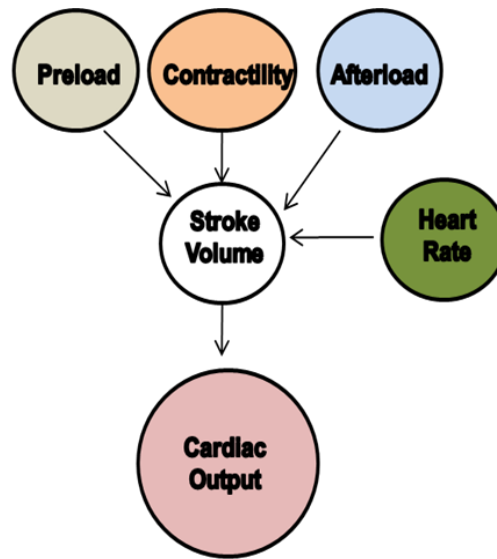 Preload
Contractility
Afterload
Stroke
Volume
Heart
Rate
Cardiac
Output